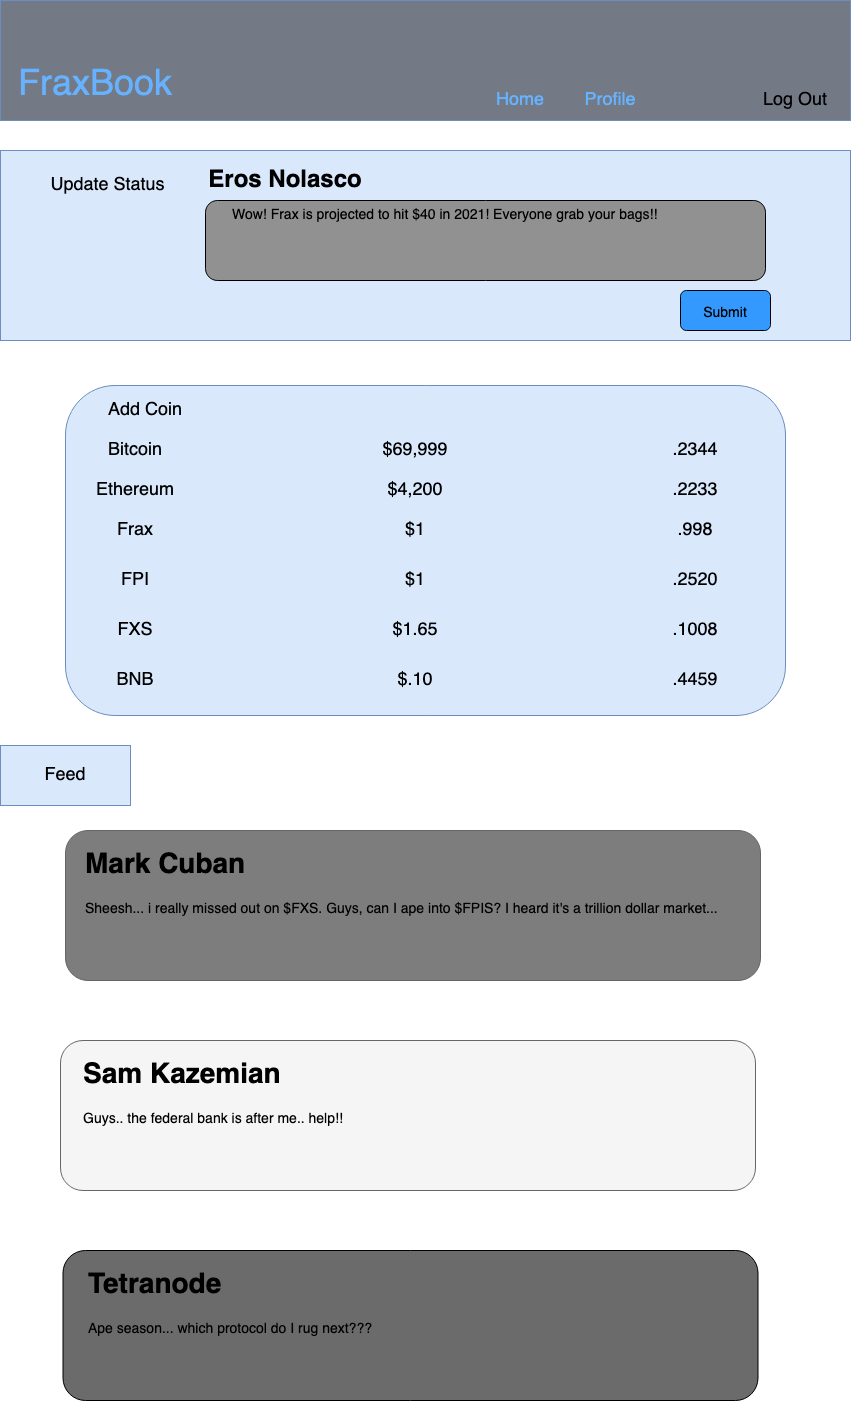 FraxBook
Home Profile Log Out
Update Status
Eros Nolasco
Wow! Frax is projected to hit $40 in 2021! Everyone grab your bags!!
Submit
Add Coin
Bitcoin $69,999 .2344
Ethereum $4,200 .2233
Frax $1 .998
FPI $1 .2520
FXS $1.65 .1008
BNB $.10 .4459
Feed
Mark Cuban
Sheesh... i really missed out on $FXS. Guys, can I ape into $FPIS? I heard it's a trillion dollar market...
Sam Kazemian
Guys.. the federal bank is after me.. help!!
Tetranode
Ape season... which protocol do I rug next???